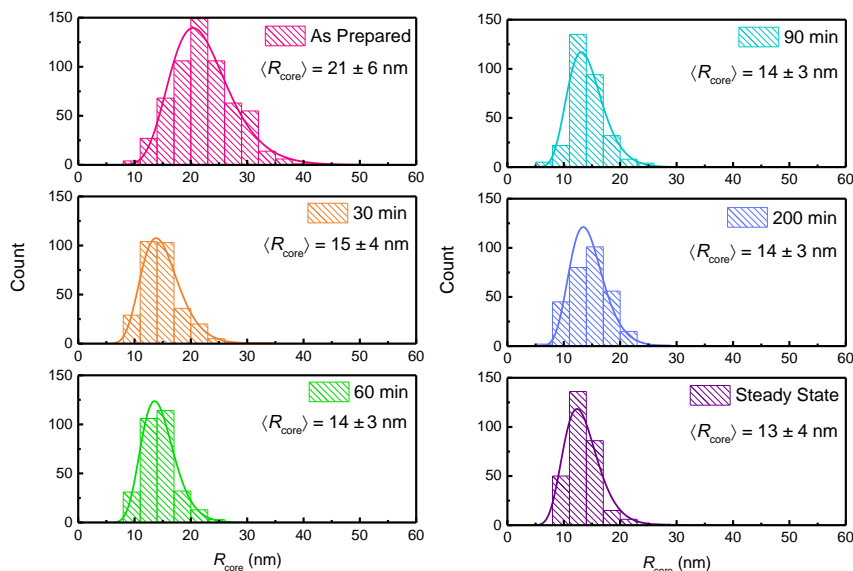 As Prepared
⟨Rcore⟩ = 21 ± 6 nm
150
100
50
0
0 10 20 30 40 50 60
30 min
⟨Rcore⟩ = 15 ± 4 nm
150
100
50
0
0 10 20 30 40 50 60
Count
60 min
⟨Rcore⟩ = 14 ± 3 nm
150
100
50
0
0 10 20 30 40 50 60
Rcore (nm)
90 min
⟨Rcore⟩ = 14 ± 3 nm
150
100
50
0
0 10 20 30 40 50 60
200 min
⟨Rcore⟩ = 14 ± 3 nm
150
100
50
0
0 10 20 30 40 50 60
Count
Steady State
⟨Rcore⟩ = 13 ± 4 nm
150
100
50
0
0 10 20 30 40 50 60
Rcore (nm)